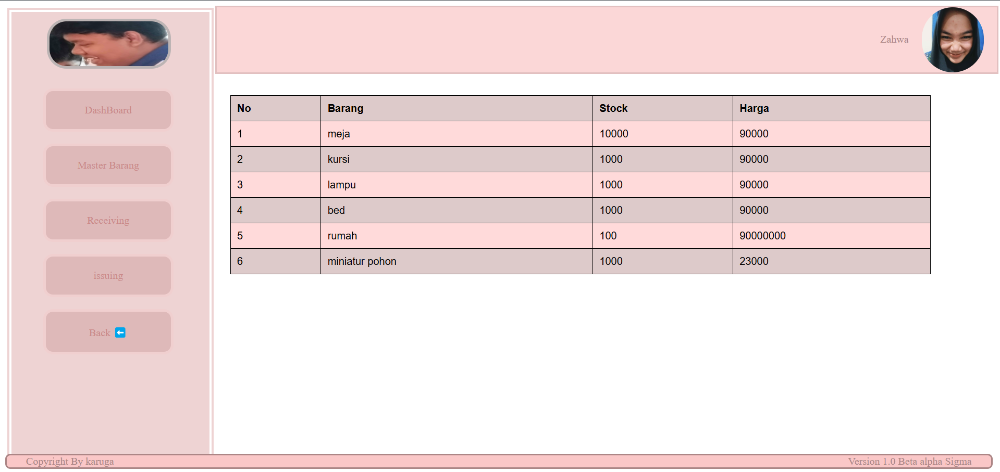 Zahwa
DashBoard
Master Barang
Receiving
issuing
Back ⬅️
No Barang Stock Harga
1 meja 10000 90000
2 kursi 1000 90000
3 lampu 1000 90000
4 bed 1000 90000
5 rumah 100 90000000
6 miniatur pohon 1000 23000
Copyright By karuga
Version 1.0 Beta alpha Sigma